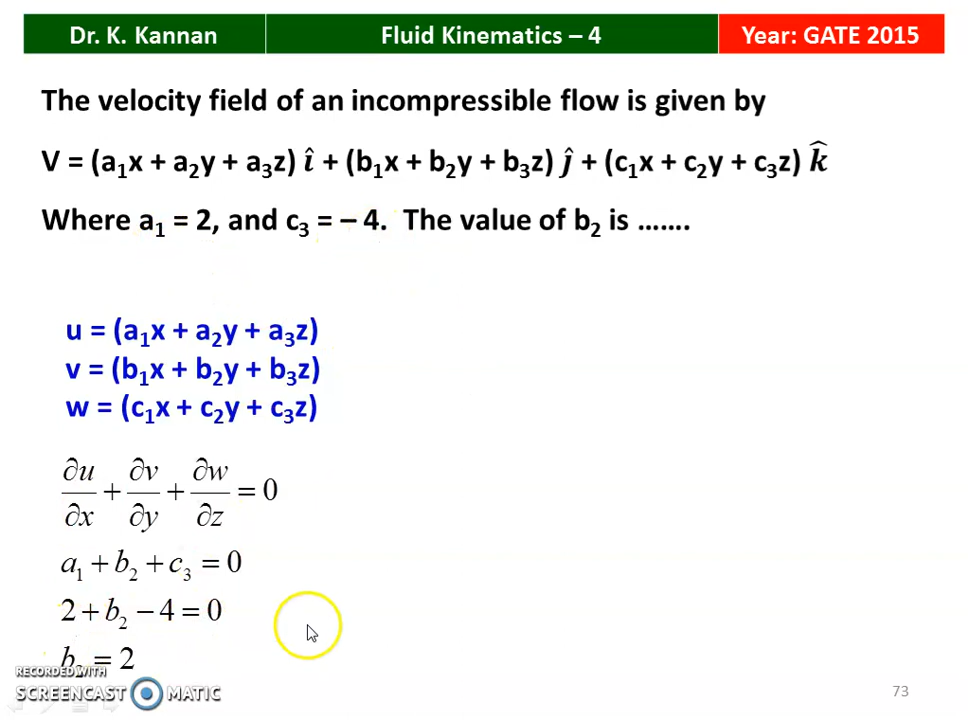 Dr. K. Kannan
Fluid Kinematics – 4
Year: GATE 2015
The velocity field of an incompressible flow is given by
V = (a₁x + a₂y + a₃z) î + (b₁x + b₂y + b₃z) ĵ + (c₁x + c₂y + c₃z) k̂
Where a₁ = 2, and c₃ = – 4. The value of b₂ is …….
u = (a₁x + a₂y + a₃z)
v = (b₁x + b₂y + b₃z)
w = (c₁x + c₂y + c₃z)
∂u/∂x + ∂v/∂y + ∂w/∂z = 0
a₁ + b₂ + c₃ = 0
2 + b₂ − 4 = 0
b₂ = 2
RECORDED WITH
SCREENCAST MATIC
73